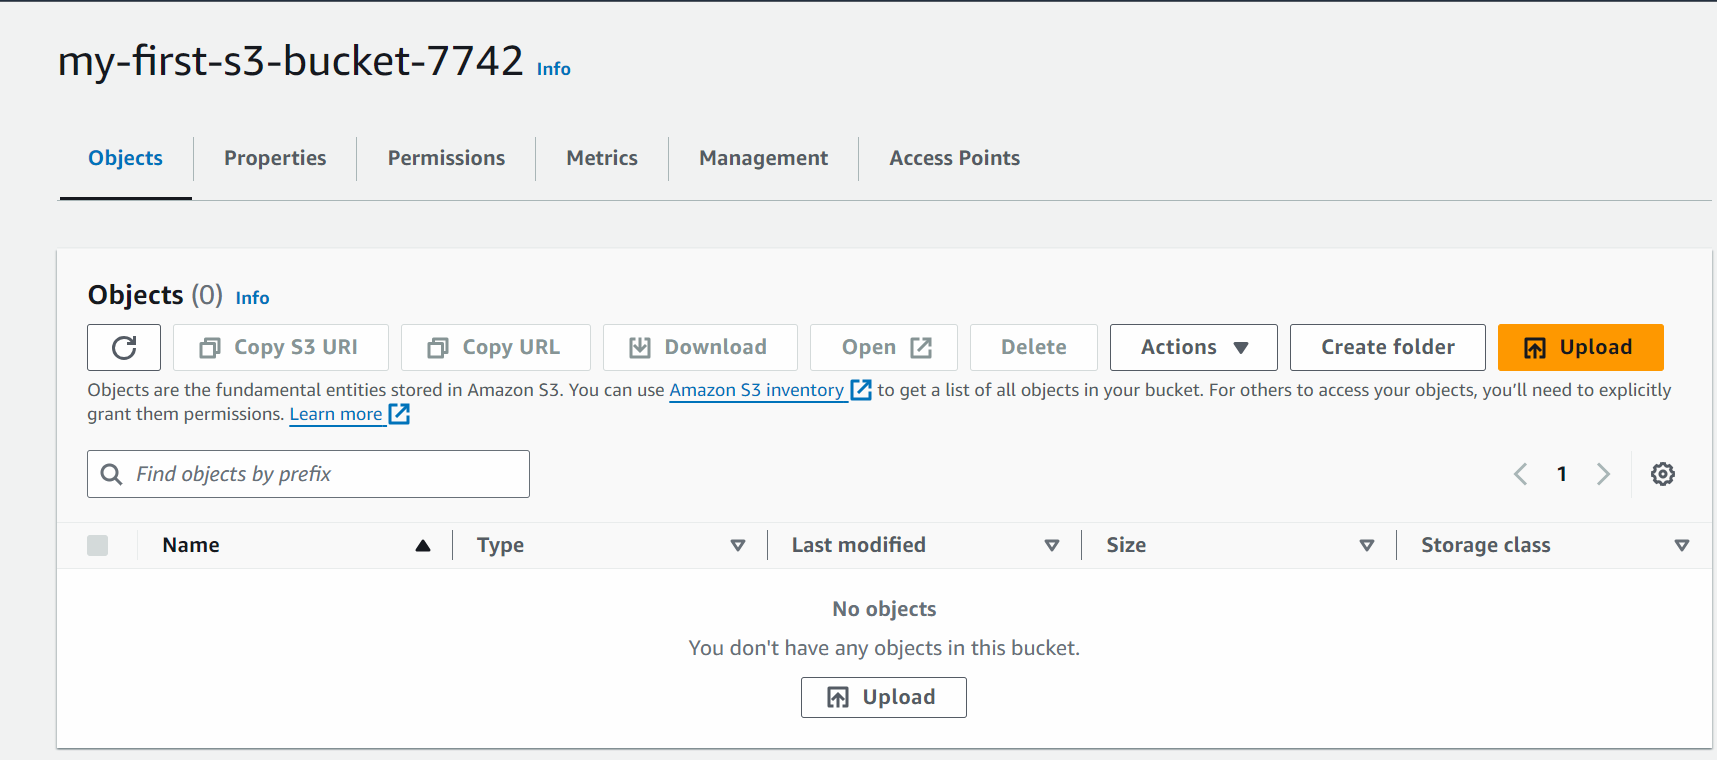 my-first-s3-bucket-7742 Info
Objects Properties Permissions Metrics Management Access Points
Objects (0) Info
Copy S3 URI Copy URL Download Open Delete Actions Create folder Upload
Objects are the fundamental entities stored in Amazon S3. You can use Amazon S3 inventory to get a list of all objects in your bucket. For others to access your objects, you’ll need to explicitly
grant them permissions. Learn more
Find objects by prefix 1
Name Type Last modified Size Storage class
No objects
You don't have any objects in this bucket.
Upload